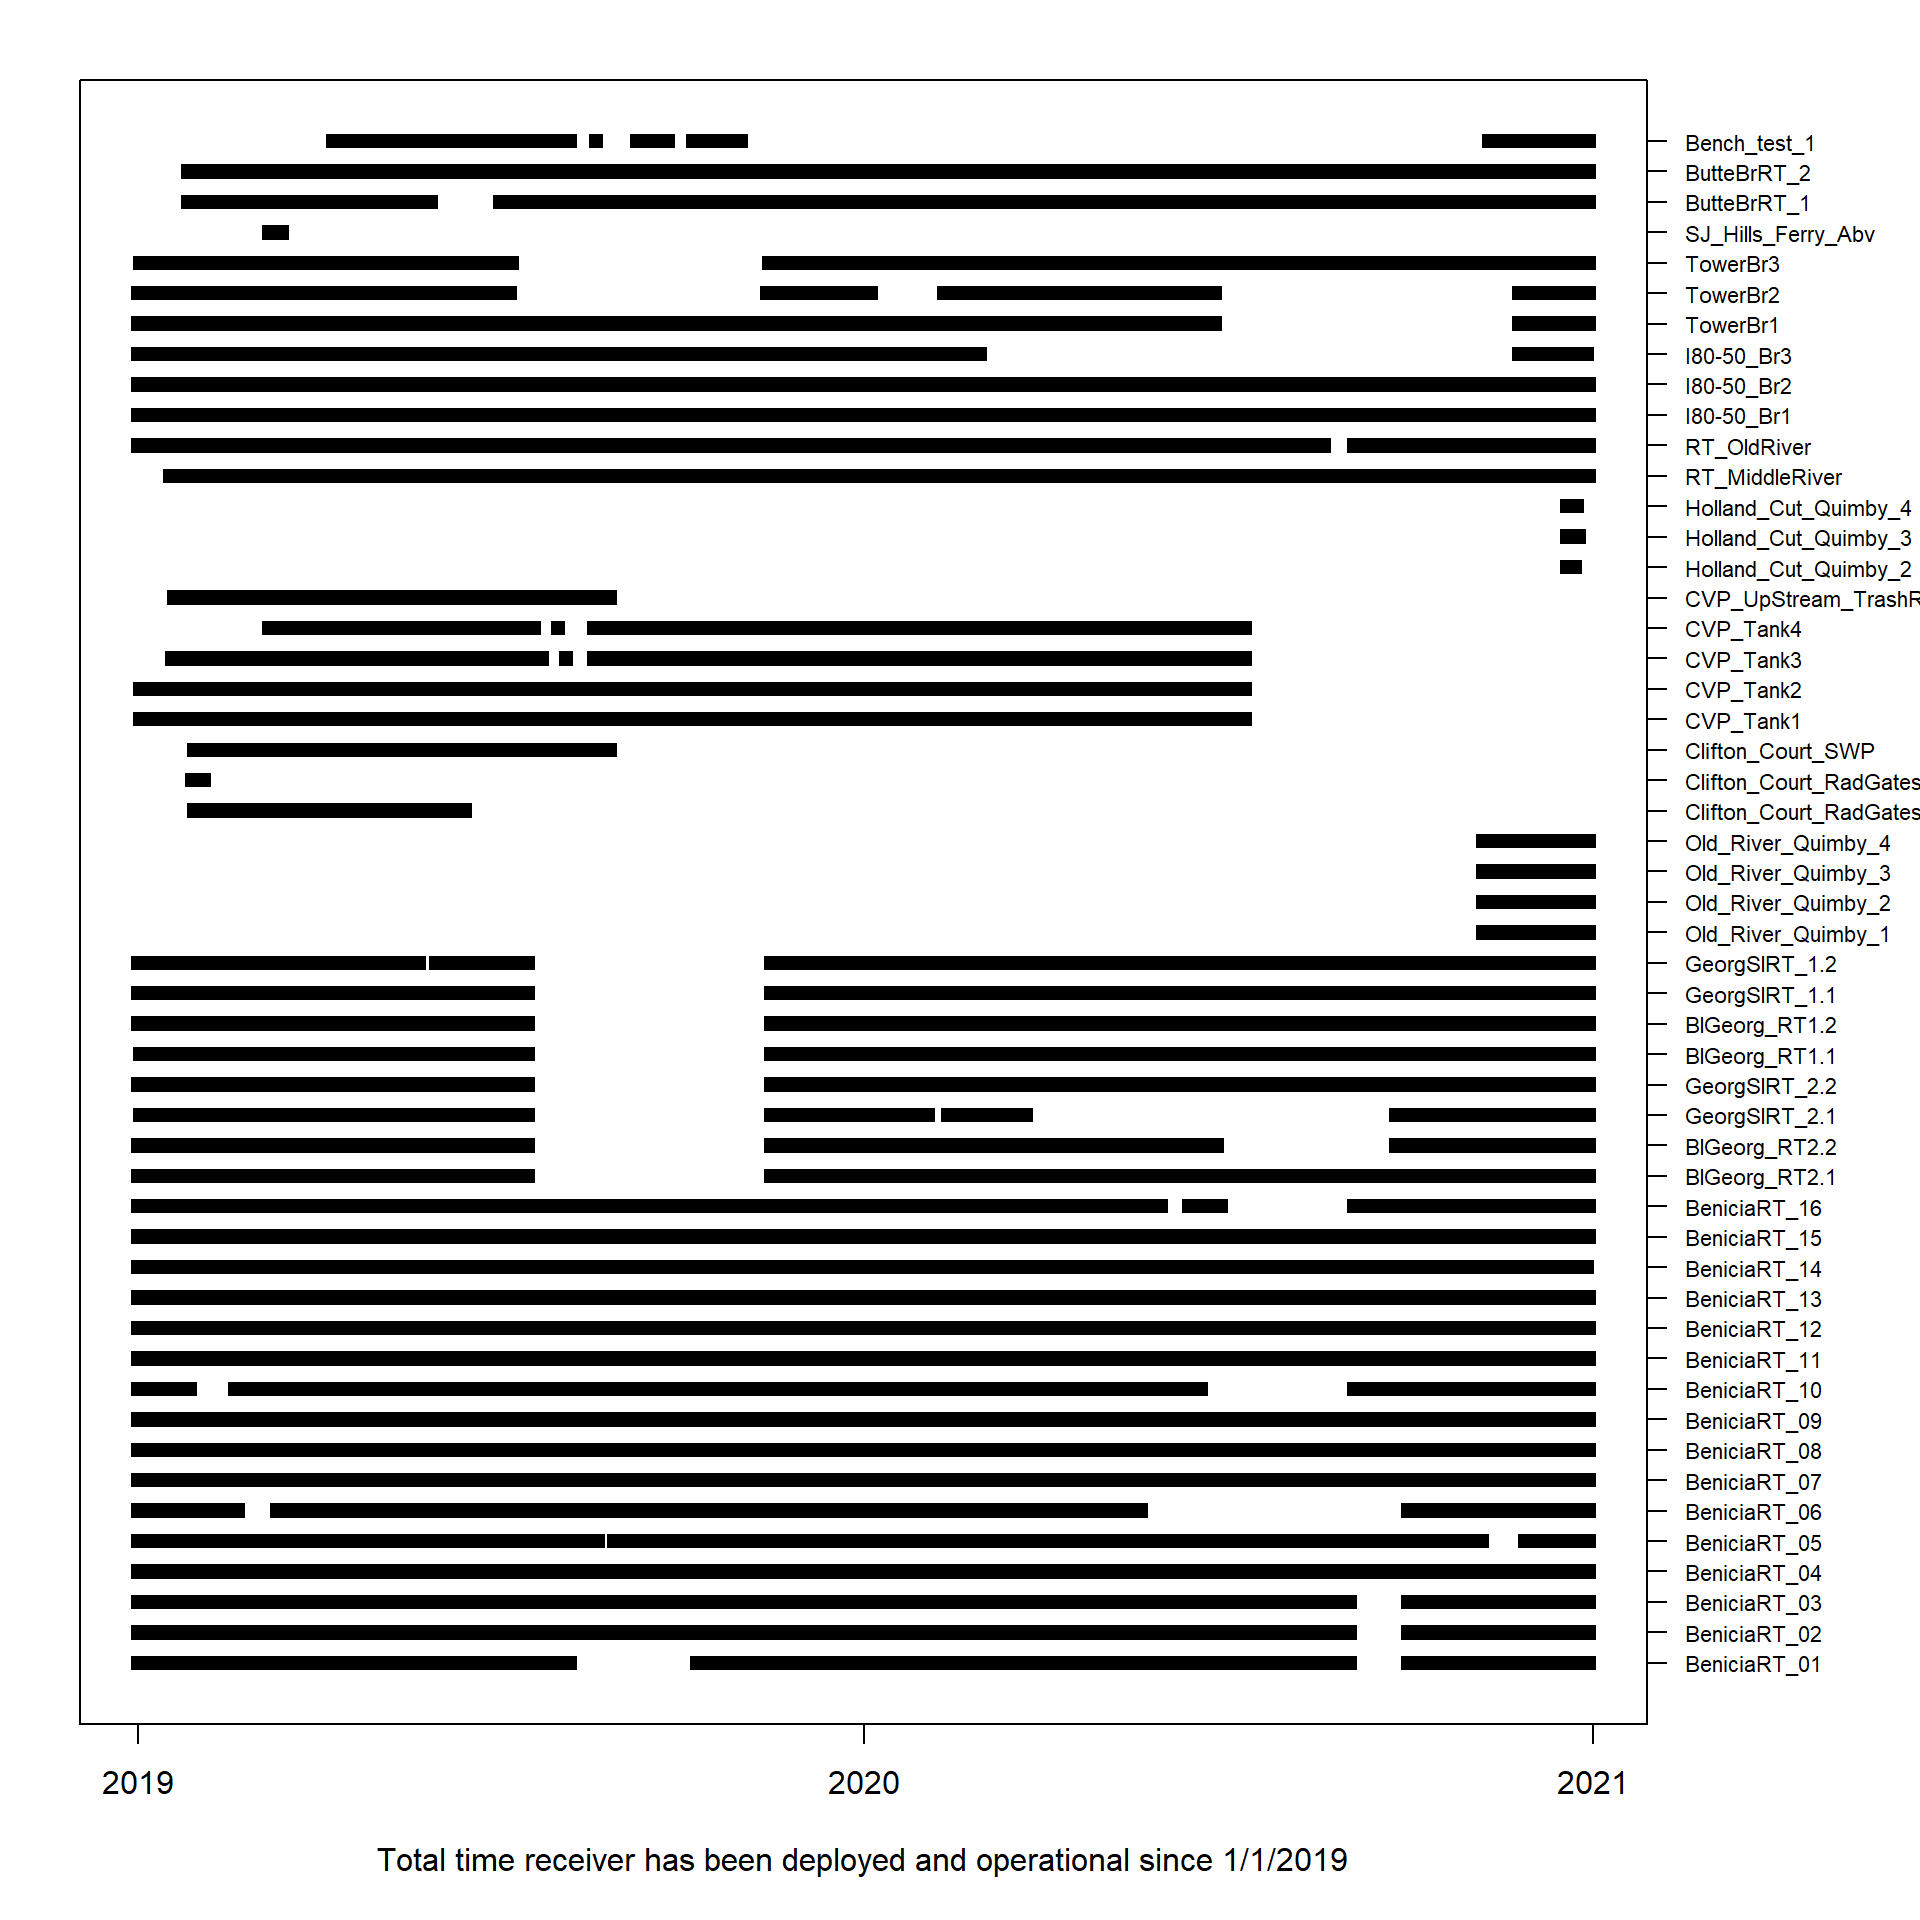 Bench_test_1
ButteBrRT_2
ButteBrRT_1
SJ_Hills_Ferry_Abv
TowerBr3
TowerBr2
TowerBr1
I80-50_Br3
I80-50_Br2
I80-50_Br1
RT_OldRiver
RT_MiddleRiver
Holland_Cut_Quimby_4
Holland_Cut_Quimby_3
Holland_Cut_Quimby_2
CVP_UpStream_TrashR
CVP_Tank4
CVP_Tank3
CVP_Tank2
CVP_Tank1
Clifton_Court_SWP
Clifton_Court_RadGates
Clifton_Court_RadGates
Old_River_Quimby_4
Old_River_Quimby_3
Old_River_Quimby_2
Old_River_Quimby_1
GeorgSlRT_1.2
GeorgSlRT_1.1
BlGeorg_RT1.2
BlGeorg_RT1.1
GeorgSlRT_2.2
GeorgSlRT_2.1
BlGeorg_RT2.2
BlGeorg_RT2.1
BeniciaRT_16
BeniciaRT_15
BeniciaRT_14
BeniciaRT_13
BeniciaRT_12
BeniciaRT_11
BeniciaRT_10
BeniciaRT_09
BeniciaRT_08
BeniciaRT_07
BeniciaRT_06
BeniciaRT_05
BeniciaRT_04
BeniciaRT_03
BeniciaRT_02
BeniciaRT_01
2019 2020 2021
Total time receiver has been deployed and operational since 1/1/2019